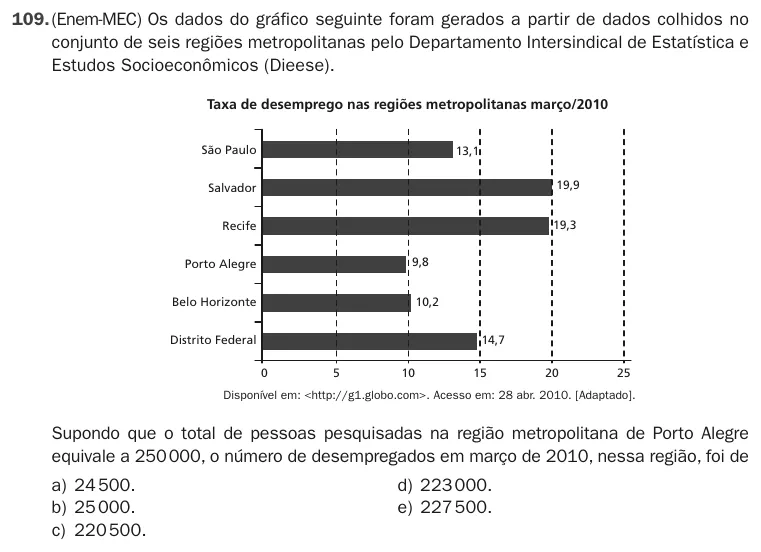 109. (Enem-MEC) Os dados do gráfico seguinte foram gerados a partir de dados colhidos no
conjunto de seis regiões metropolitanas pelo Departamento Intersindical de Estatística e
Estudos Socioeconômicos (Dieese).
Taxa de desemprego nas regiões metropolitanas março/2010
São Paulo 13,1
Salvador 19,9
Recife 19,3
Porto Alegre 9,8
Belo Horizonte 10,2
Distrito Federal 14,7
0 5 10 15 20 25
Disponível em: <http://g1.globo.com>. Acesso em: 28 abr. 2010. [Adaptado].
Supondo que o total de pessoas pesquisadas na região metropolitana de Porto Alegre
equivale a 250 000, o número de desempregados em março de 2010, nessa região, foi de
a) 24 500.
b) 25 000.
c) 220 500.
d) 223 000.
e) 227 500.